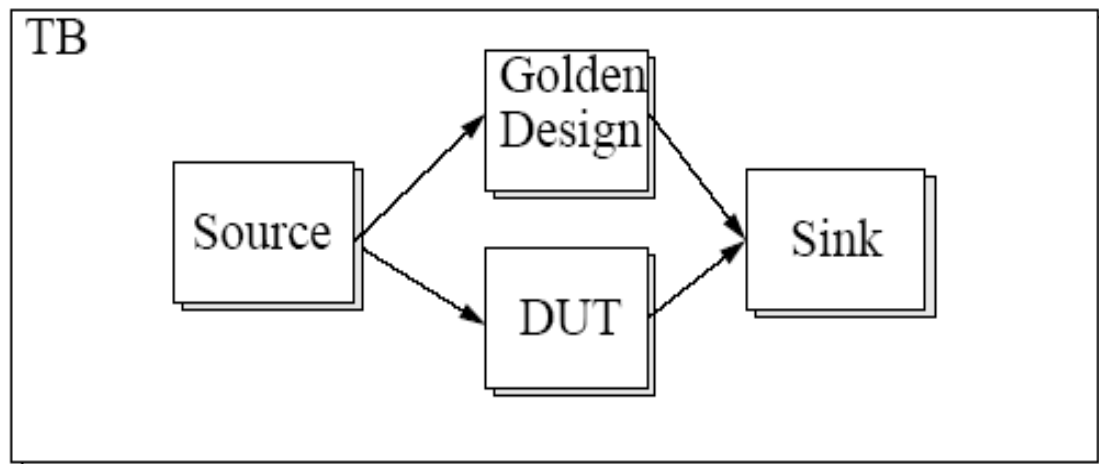 TB
Golden
Design
Source
Sink
DUT